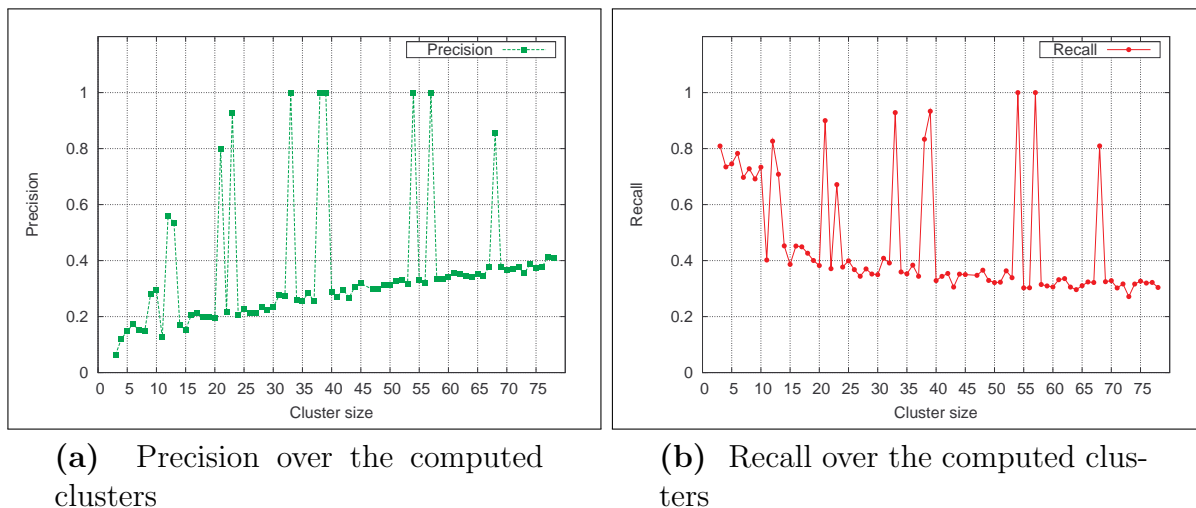 Precision
1
0.8
0.6
0.4
0.2
0
Precision
0 5 10 15 20 25 30 35 40 45 50 55 60 65 70 75
Cluster size
(a) Precision over the computed
clusters
Recall
1
0.8
0.6
0.4
0.2
0
Recall
0 5 10 15 20 25 30 35 40 45 50 55 60 65 70 75
Cluster size
(b) Recall over the computed clus-
ters